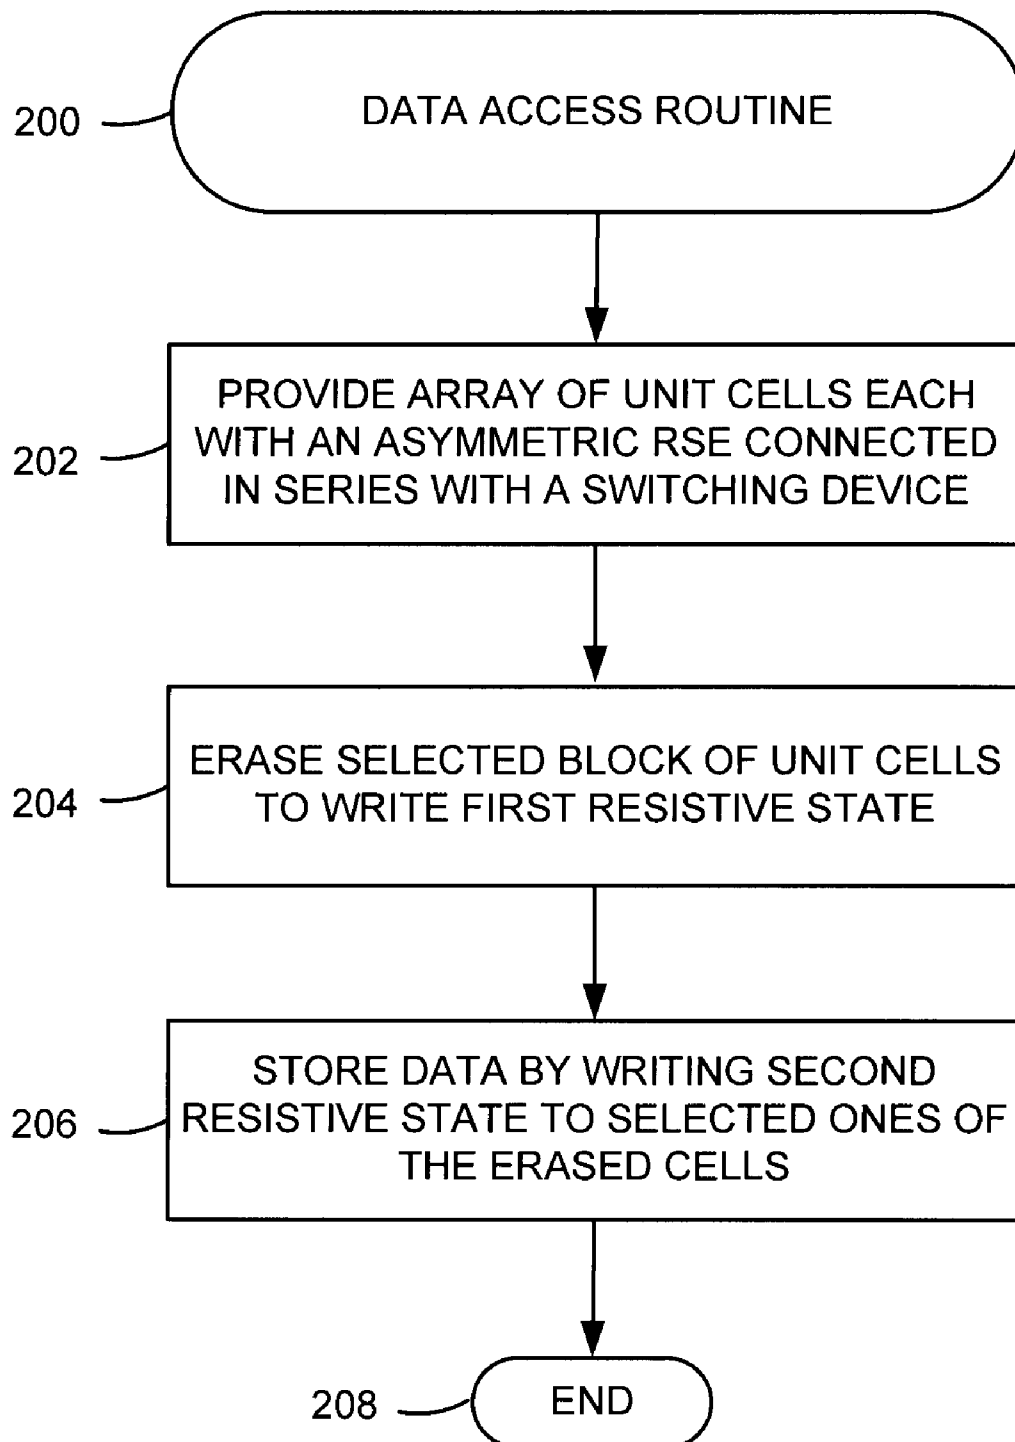 200
DATA ACCESS ROUTINE
202
PROVIDE ARRAY OF UNIT CELLS EACH
WITH AN ASYMMETRIC RSE CONNECTED
IN SERIES WITH A SWITCHING DEVICE
204
ERASE SELECTED BLOCK OF UNIT CELLS
TO WRITE FIRST RESISTIVE STATE
206
STORE DATA BY WRITING SECOND
RESISTIVE STATE TO SELECTED ONES OF
THE ERASED CELLS
208
END